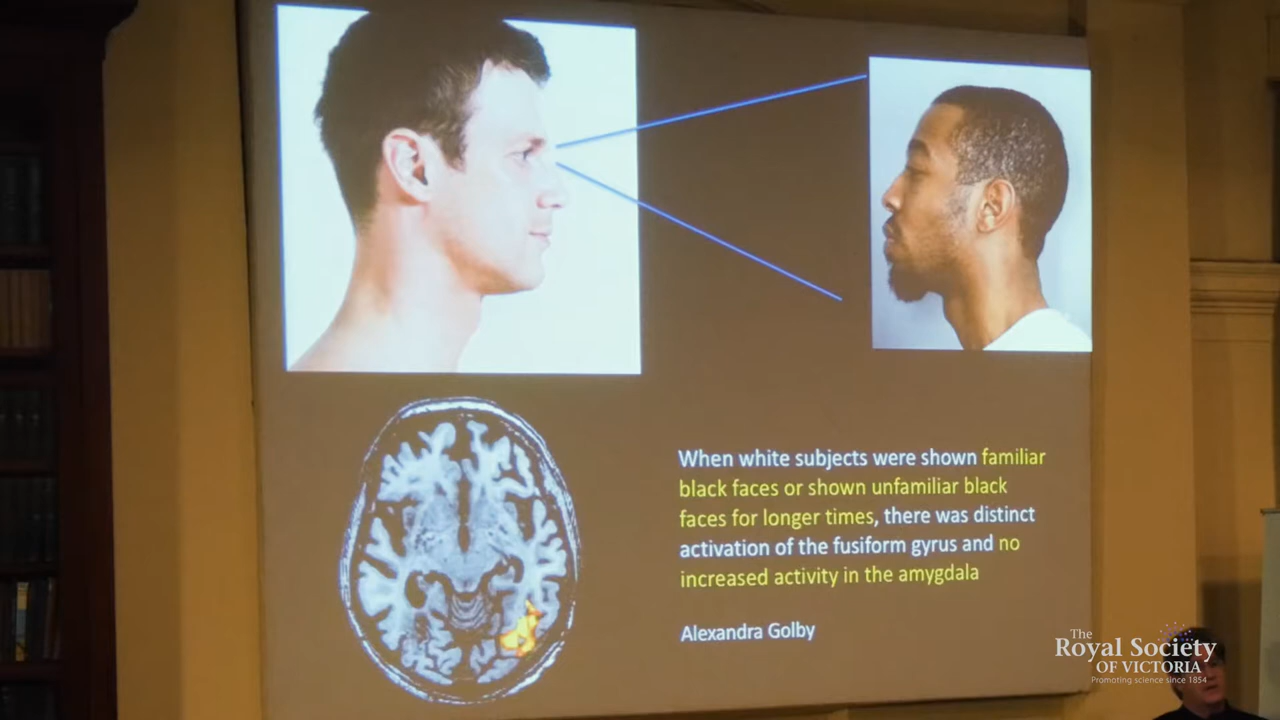 When white subjects were shown familiar
black faces or shown unfamiliar black
faces for longer times, there was distinct
activation of the fusiform gyrus and no
increased activity in the amygdala
Alexandra Golby
The
Royal Society
OF VICTORIA
Promoting science since 1854